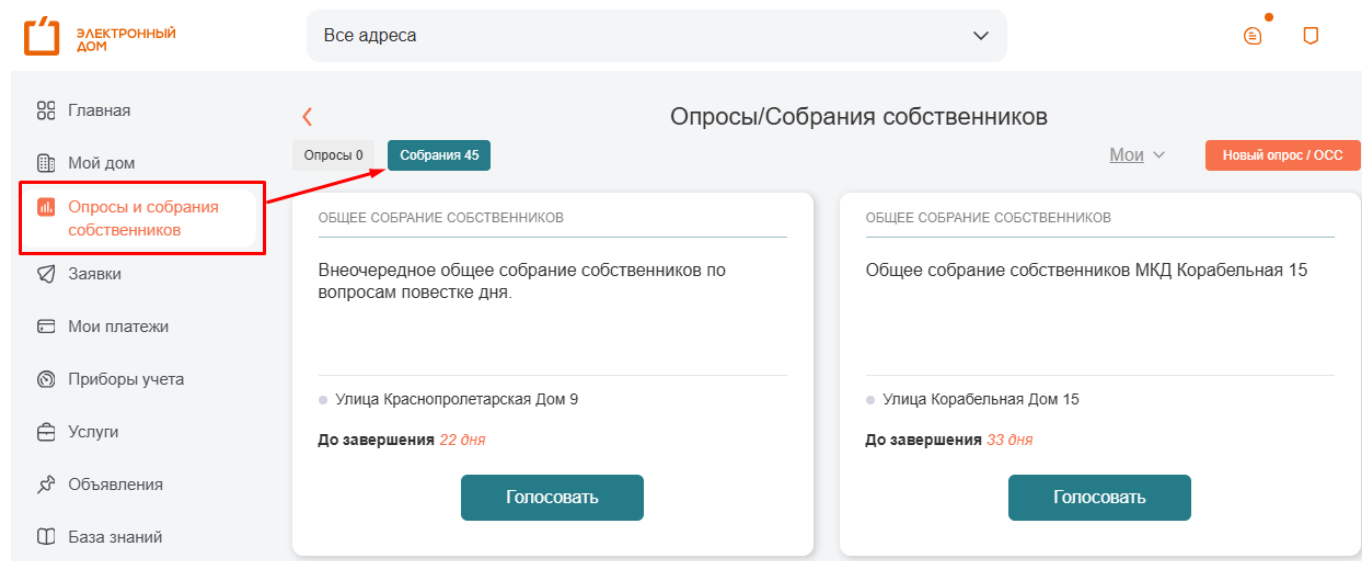 ЭЛЕКТРОННЫЙ
ДОМ
Все адреса
Главная
Мой дом
Опросы и собрания
собственников
Заявки
Мои платежи
Приборы учета
Услуги
Объявления
База знаний
Опросы/Собрания собственников
Опросы 0
Собрания 45
Мои
Новый опрос / ОСС
ОБЩЕЕ СОБРАНИЕ СОБСТВЕННИКОВ
Внеочередное общее собрание собственников по
вопросам повестке дня.
Улица Краснопролетарская Дом 9
До завершения 22 дня
Голосовать
ОБЩЕЕ СОБРАНИЕ СОБСТВЕННИКОВ
Общее собрание собственников МКД Корабельная 15
Улица Корабельная Дом 15
До завершения 33 дня
Голосовать